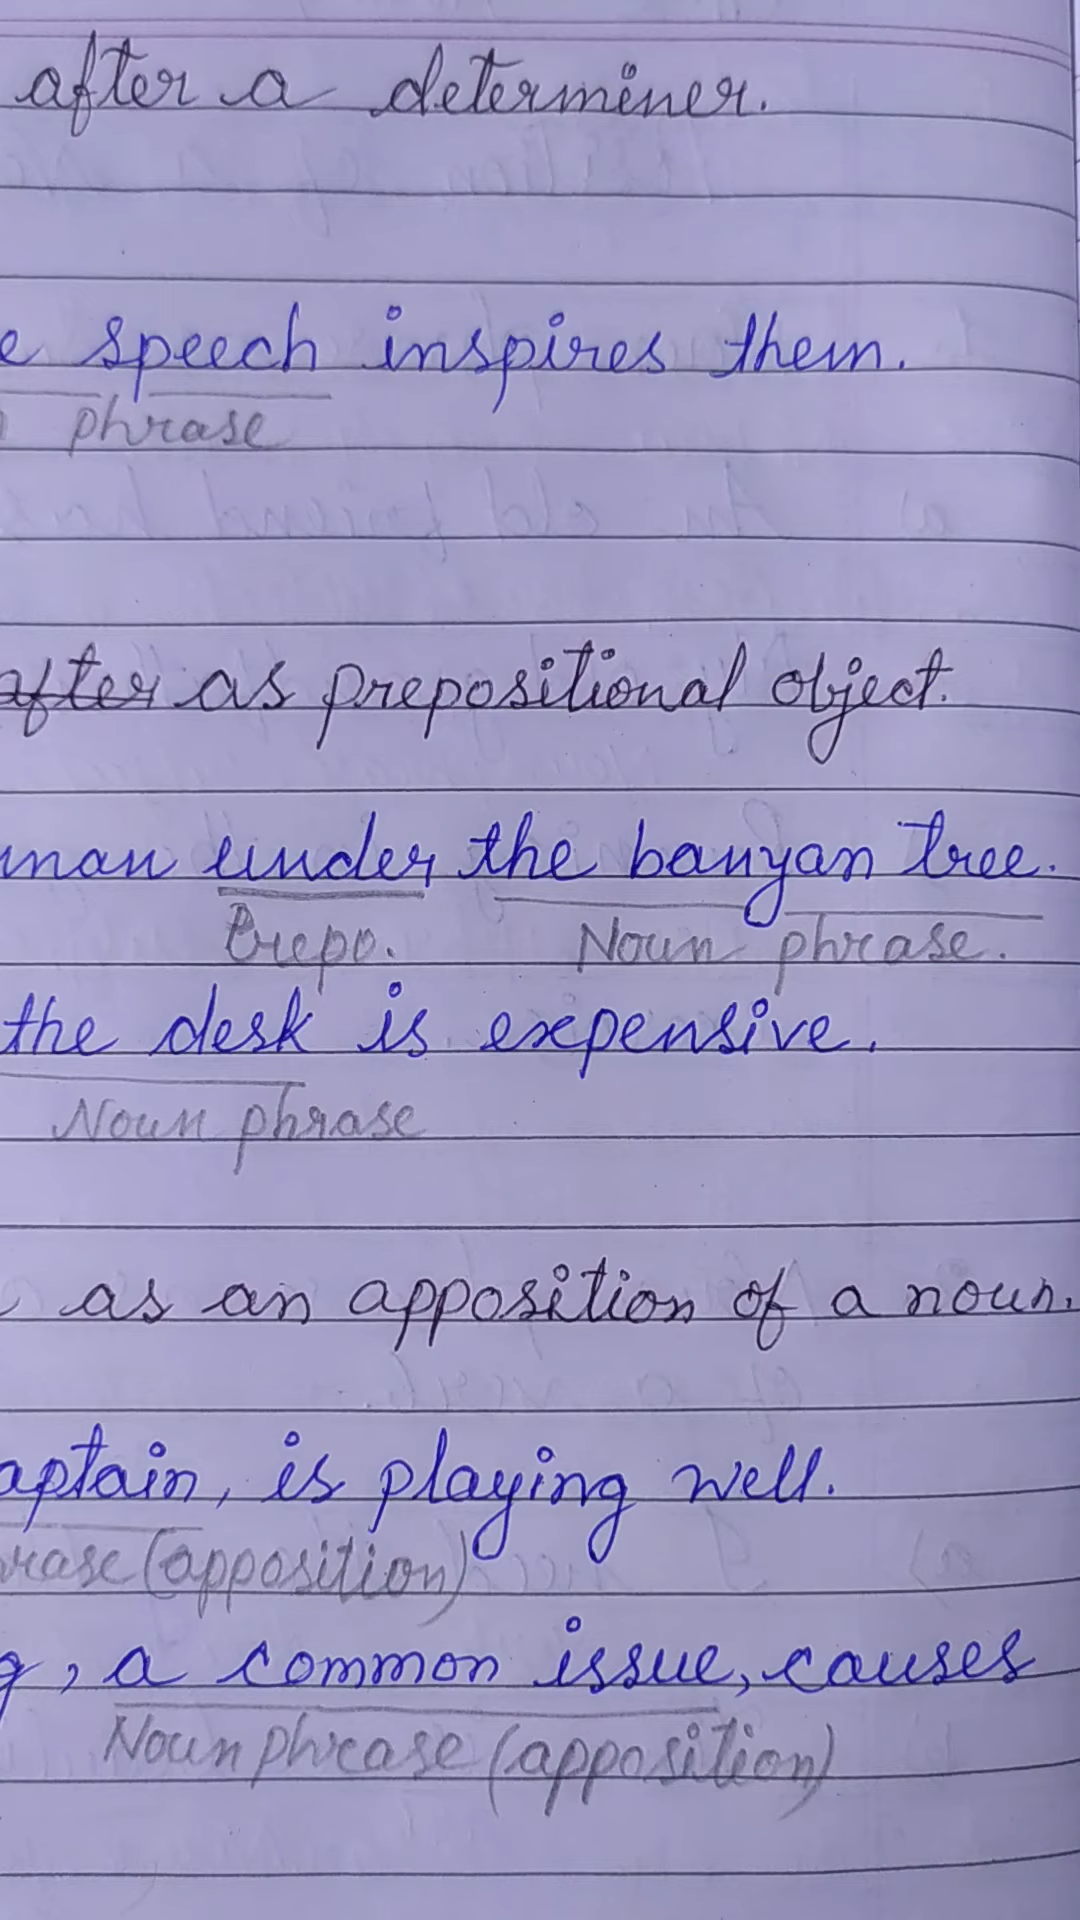 after a determiner.
e speech inspires them.
phrase
after as prepositional object.
man under the banyan tree.
Prepo. Noun phrase.
the desk is expensive.
Noun phrase
as an apposition of a noun.
aptain, is playing well.
rase (apposition)
g, a common issue, causes
Noun phrase (apposition)